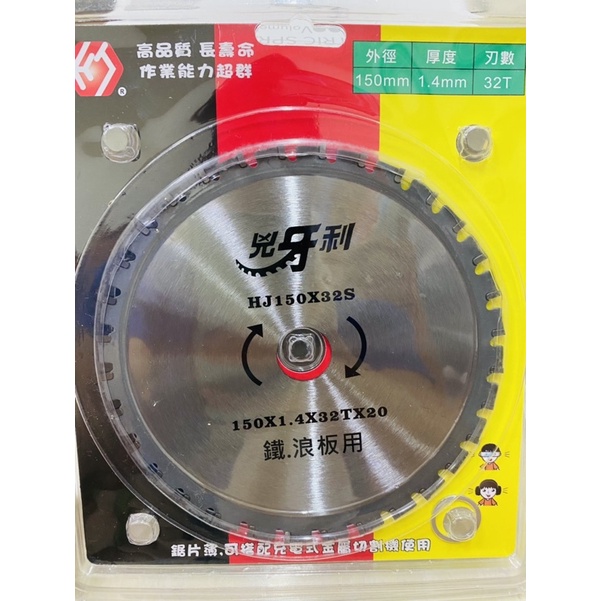 高品質 長壽命
作業能力超群
®
外徑 厚度 刃數
150mm 1.4mm 32T
兇牙利
HJ150X32S
150X1.4X32TX20
鐵.浪板用
鋸片薄,可搭配充電式金屬切割機使用